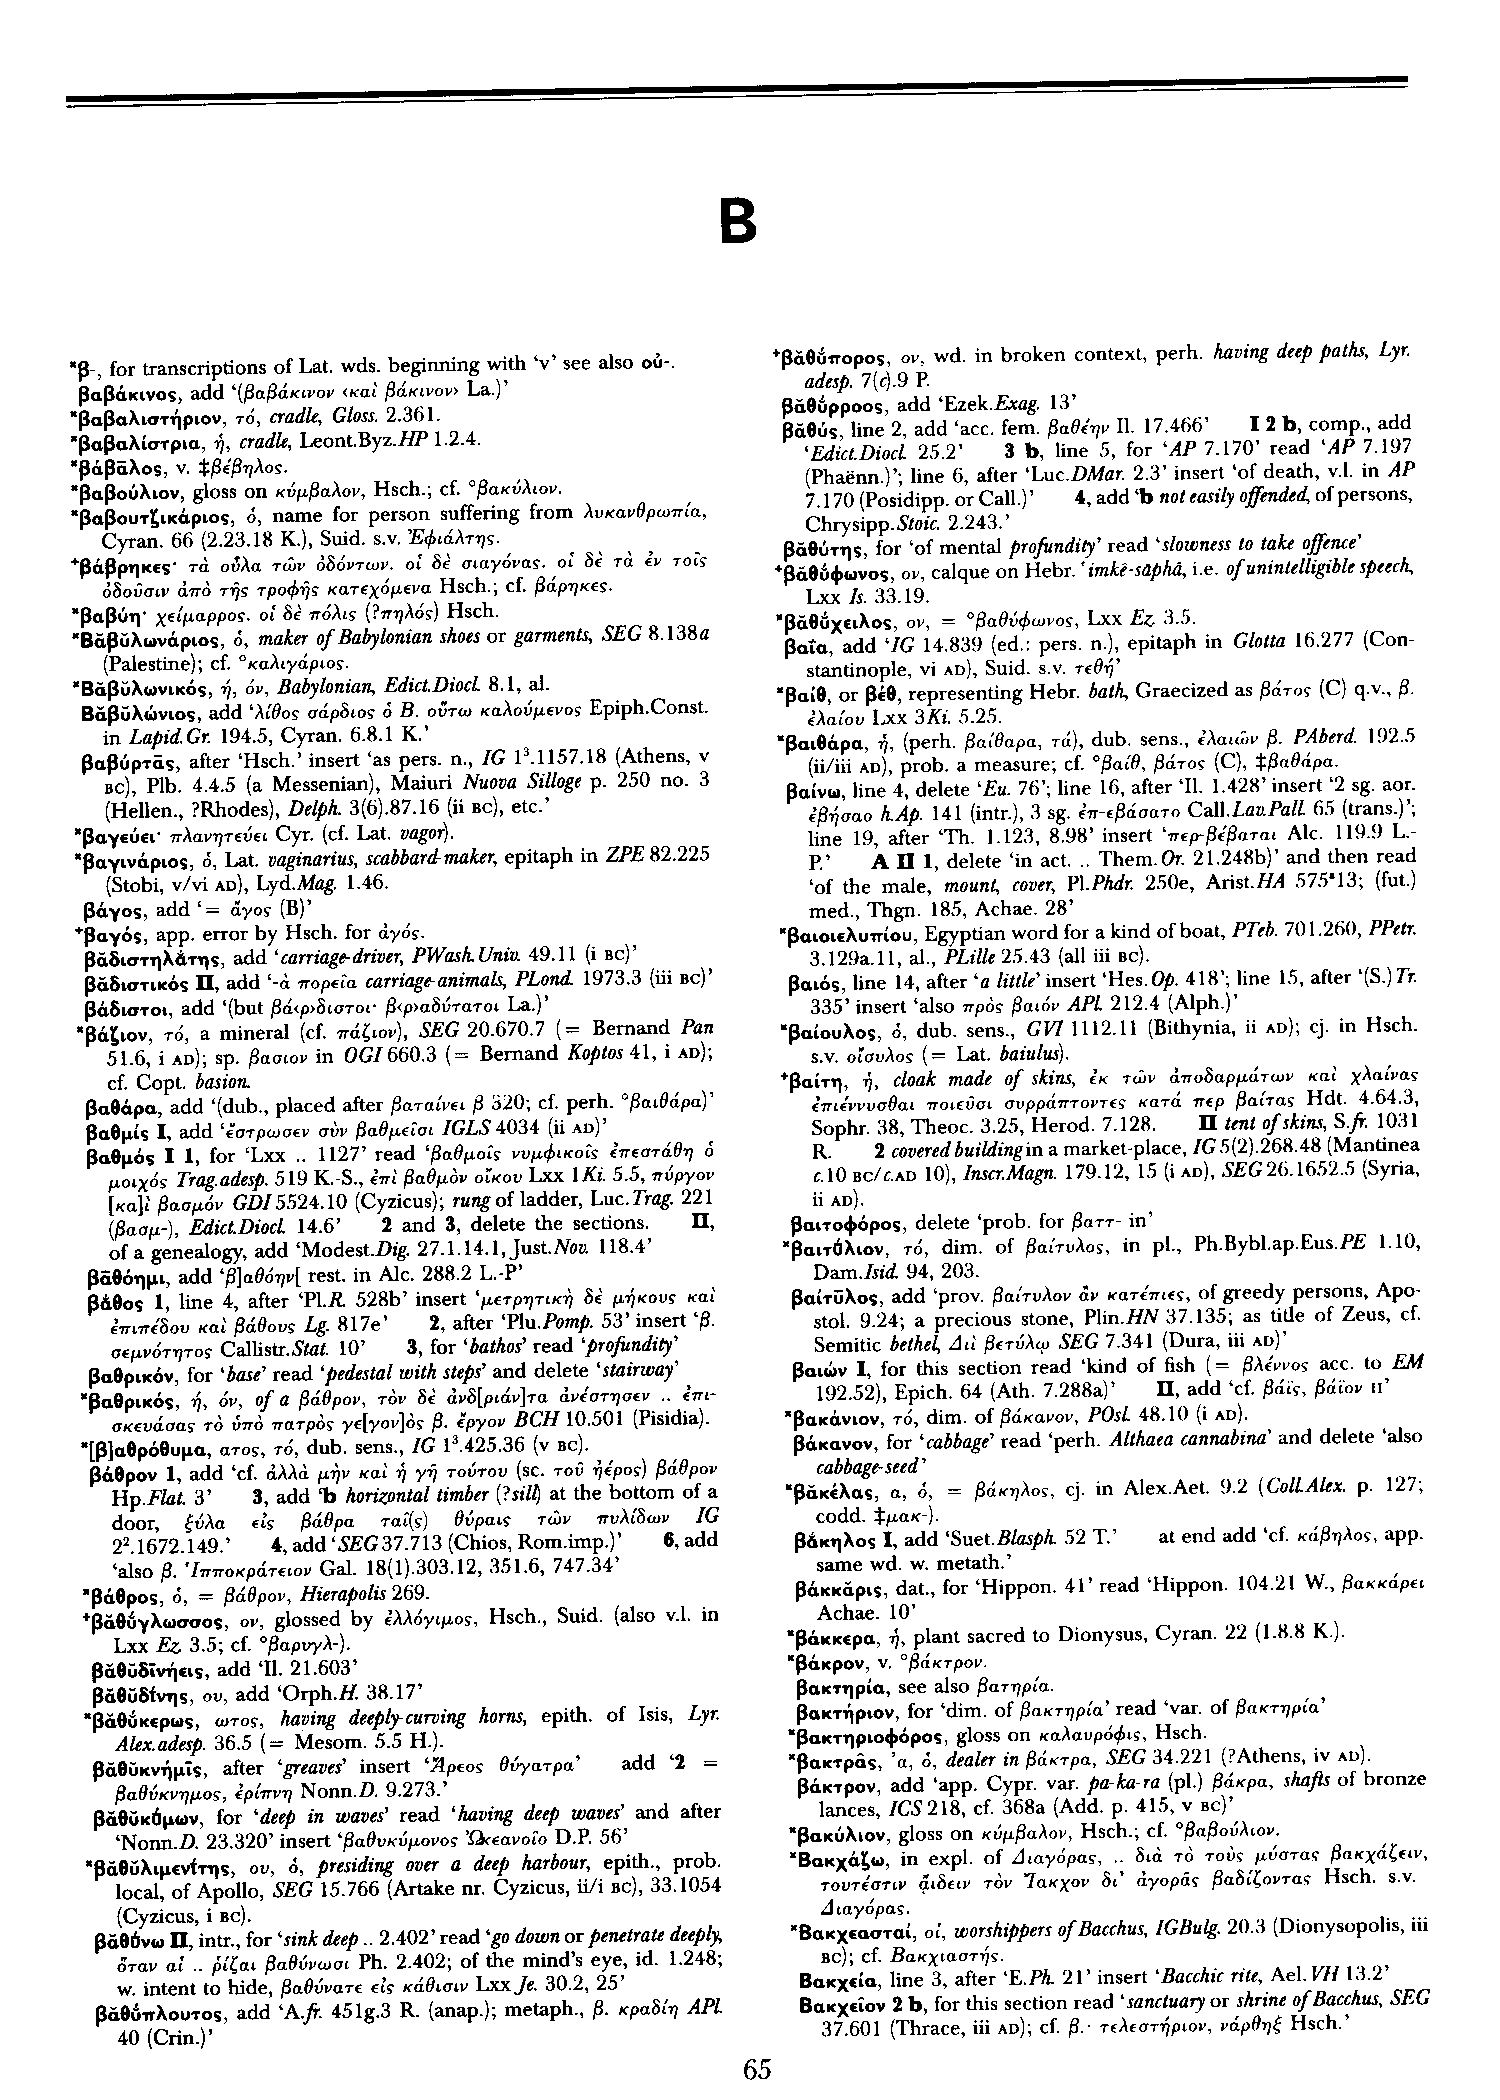 B
*β-, for transcriptions of Lat. wds. beginning with ‘v’ see also οὐ-.
βαβάκινος, add ‘(βαβάκινον ‹καὶ βάκινον› La.)’
*βαβαλιστήριον, τό, cradle, Gloss. 2.361.
*βαβαλίστρια, ἡ, cradle, Leont.Byz.HP 1.2.4.
*βάβᾱλος, v. ‡βέβηλος.
*βαβούλιον, gloss on κύμβαλον, Hsch.; cf. °βακύλιον.
*βαβουτζικάριος, ὁ, name for person suffering from λυκανθρωπία,
Cyran. 66 (2.23.18 K.), Suid. s.v. Ἐφιάλτης.
⁺βάβρηκες· τὰ οὖλα τῶν ὀδόντων. οἱ δὲ σιαγόνας. οἱ δὲ τὰ ἐν τοῖς
ὀδοῦσιν ἀπὸ τῆς τροφῆς κατεχόμενα Hsch.; cf. βάρηκες.
*βαβύη· χείμαρρος. οἱ δὲ πόλις (?πηλός) Hsch.
*Βᾰβῠλωνάριος, ὁ, maker of Babylonian shoes or garments, SEG 8.138a
(Palestine); cf. °καλιγάριος.
*Βᾰβῠλωνικός, ή, όν, Babylonian, Edict.Diocl. 8.1, al.
Βᾰβῠλώνιος, add ‘λίθος σάρδιος ὁ Β. οὕτω καλούμενος Epiph.Const.
in Lapid.Gr. 194.5, Cyran. 6.8.1 K.’
βαβύρτᾱς, after ‘Hsch.’ insert ‘as pers. n., IG 1³.1157.18 (Athens, v
BC), Plb. 4.4.5 (a Messenian), Maiuri Nuova Silloge p. 250 no. 3
(Hellen., ?Rhodes), Delph. 3(6).87.16 (ii BC), etc.’
*βαγεύει· πλανητεύει Cyr. (cf. Lat. vagor).
*βαγινάριος, ὁ, Lat. vaginarius, scabbard-maker, epitaph in ZPE 82.225
(Stobi, v/vi AD), Lyd.Mag. 1.46.
βάγος, add ‘= ἄγος (B)’
⁺βαγός, app. error by Hsch. for ἀγός.
βᾰδιστηλάτης, add ‘carriage-driver, PWash.Univ. 49.11 (i BC)’
βᾰδιστικός II, add ‘-ὰ πορεῖα carriage-animals, PLond. 1973.3 (iii BC)’
βάδιστοι, add ‘(but βά‹ρ›διστοι· β‹ρ›αδύτατοι La.)’
*βάζιον, τό, a mineral (cf. πάζιον), SEG 20.670.7 (= Bernand Pan
51.6, i AD); sp. βασιον in OGI 660.3 (= Bernand Koptos 41, i AD);
cf. Copt. basion.
βαθάρα, add ‘(dub., placed after βαταίνει β 320; cf. perh. °βαιθάρα)’
βαθμίς I, add ‘ἔστρωσεν σὺν βαθμεῖσι IGLS 4034 (ii AD)’
βαθμός I 1, for ‘Lxx .. 1127’ read ‘βαθμοῖς νυμφικοῖς ἐπεστάθη ὁ
μοιχός Trag.adesp. 519 K.-S., ἐπὶ βαθμὸν οἴκου Lxx 1Ki. 5.5, πύργον
[κα]ὶ βασμόν GDI 5524.10 (Cyzicus); rung of ladder, Luc.Trag. 221
(βασμ-), Edict.Diocl. 14.6’ 2 and 3, delete the sections. II,
of a genealogy, add ‘Modest.Dig. 27.1.14.1, Just.Nov. 118.4’
βᾰθόημι, add ‘β]αθόην[ rest. in Alc. 288.2 L.-P’
βάθος 1, line 4, after ‘Pl.R. 528b’ insert ‘μετρητικὴ δὲ μήκους καὶ
ἐπιπέδου καὶ βάθους Lg. 817e’ 2, after ‘Plu.Pomp. 53’ insert ‘β.
σεμνότητος Callistr.Stat. 10’ 3, for ‘bathos’ read ‘profundity’
βαθρικόν, for ‘base’ read ‘pedestal with steps’ and delete ‘stairway’
*βαθρικός, ή, όν, of a βάθρον, τὸν δὲ ἀνδ[ριάν]τα ἀνέστησεν .. ἐπι-
σκευάσας τὸ ὑπὸ πατρὸς γε[γον]ὸς β. ἔργον BCH 10.501 (Pisidia).
*[β]αθρόθυμα, ατος, τό, dub. sens., IG 1³.425.36 (v BC).
βάθρον 1, add ‘cf. ἀλλὰ μὴν καὶ ἡ γῆ τούτου (sc. τοῦ ἠέρος) βάθρον
Hp.Flat. 3’ 3, add ‘b horizontal timber (?sill) at the bottom of a
door, ξύλα εἰς βάθρα ταῖ(s) θύραις τῶν πυλίδων IG
2².1672.149.’ 4, add ‘SEG 37.713 (Chios, Rom.imp.)’ 6, add
‘also β. Ἱπποκράτειον Gal. 18(1).303.12, 351.6, 747.34’
*βάθρος, ὁ, = βάθρον, Hierapolis 269.
⁺βᾰθύγλωσσος, ον, glossed by ἐλλόγιμος, Hsch., Suid. (also v.l. in
Lxx Ez. 3.5; cf. °βαρυγλ-).
βᾰθῠδῑνήεις, add ‘Il. 21.603’
βᾰθῠδίνης, ου, add ‘Orph.H. 38.17’
*βᾰθύκερως, ωτος, having deeply-curving horns, epith. of Isis, Lyr.
Alex.adesp. 36.5 (= Mesom. 5.5 H.).
βᾰθῠκνήμῑς, after ‘greaves’ insert ‘Ἄρεος θύγατρα’ add ‘2 =
βαθύκνημος, ἐρίπνη Nonn.D. 9.273.’
βᾰθῠκύμων, for ‘deep in waves’ read ‘having deep waves’ and after
‘Nonn.D. 23.320’ insert ‘βαθυκύμονος Ὠκεανοῖο D.P. 56’
*βᾰθῠλιμενίτης, ου, ὁ, presiding over a deep harbour, epith., prob.
local, of Apollo, SEG 15.766 (Artake nr. Cyzicus, ii/i BC), 33.1054
(Cyzicus, i BC).
βᾰθύνω II, intr., for ‘sink deep .. 2.402’ read ‘go down or penetrate deeply,
ὅταν αἱ .. ῥίζαι βαθύνωσι Ph. 2.402; of the mind’s eye, id. 1.248;
w. intent to hide, βαθύνατε εἰς κάθισιν Lxx Je. 30.2, 25’
βᾰθύπλουτος, add ‘A.fr. 451g.3 R. (anap.); metaph., β. κραδίη APl.
40 (Crin.)’
⁺βᾰθύπορος, ον, wd. in broken context, perh. having deep paths, Lyr.
adesp. 7(c).9 P.
βᾰθύρροος, add ‘Ezek.Exag. 13’
βᾰθύς, line 2, add ‘acc. fem. βαθέην Il. 17.466’ I 2 b, comp., add
‘Edict.Diocl. 25.2’ 3 b, line 5, for ‘AP 7.170’ read ‘AP 7.197
(Phaënn.)’; line 6, after ‘Luc.DMar. 2.3’ insert ‘of death, v.l. in AP
7.170 (Posidipp. or Call.)’ 4, add ‘b not easily offended, of persons,
Chrysipp.Stoic. 2.243.’
βᾰθύτης, for ‘of mental profundity’ read ‘slowness to take offence’
⁺βᾰθύφωνος, ον, calque on Hebr. ‘imkê-sāphâ, i.e. of unintelligible speech,
Lxx Is. 33.19.
*βᾰθύχειλος, ον, = °βαθύφωνος, Lxx Ez. 3.5.
βαΐα, add ‘IG 14.839 (ed.: pers. n.), epitaph in Glotta 16.277 (Con-
stantinople, vi AD), Suid. s.v. τεθή’
*βαίθ, or βέθ, representing Hebr. bath, Graecized as βάτος (C) q.v., β.
ἐλαίου Lxx 3Ki. 5.25.
*βαιθάρα, ἡ, (perh. βαίθαρα, τά), dub. sens., ἐλαιῶν β. PAberd. 192.5
(ii/iii AD), prob. a measure; cf. °βαίθ, βάτος (C), ‡βαθάρα.
βαίνω, line 4, delete ‘Eu. 76’; line 16, after ‘Il. 1.428’ insert ‘2 sg. aor.
ἐβήσαο h.Ap. 141 (intr.), 3 sg. ἐπ-εβάσατο Call.Lav.Pall. 65 (trans.)’;
line 19, after ‘Th. 1.123, 8.98’ insert ‘περ-βέβαται Alc. 119.9 L.-
P.’ A II 1, delete ‘in act. .. Them.Or. 21.248b)’ and then read
‘of the male, mount, cover, Pl.Phdr. 250e, Arist.HA 575ᵃ13; (fut.)
med., Thgn. 185, Achae. 28’
*βαιοιελυπίου, Egyptian word for a kind of boat, PTeb. 701.260, PPetr.
3.129a.11, al., PLille 25.43 (all iii BC).
βαιός, line 14, after ‘a little’ insert ‘Hes.Op. 418’; line 15, after ‘(S.)Tr.
335’ insert ‘also πρὸς βαιόν APl. 212.4 (Alph.)’
*βαίουλος, ὁ, dub. sens., GVI 1112.11 (Bithynia, ii AD); cj. in Hsch.
s.v. οἴσυλος (= Lat. baiulus).
⁺βαίτη, ἡ, cloak made of skins, ἐκ τῶν ἀποδαρμάτων καὶ χλαίνας
ἐπιέννυσθαι ποιεῦσι συρράπτοντες κατά περ βαίτας Hdt. 4.64.3,
Sophr. 38, Theoc. 3.25, Herod. 7.128. II tent of skins, S.fr. 1031
R. 2 covered building in a market-place, IG 5(2).268.48 (Mantinea
c.10 BC/c.AD 10), Inscr.Magn. 179.12, 15 (i AD), SEG 26.1652.5 (Syria,
ii AD).
βαιτοφόρος, delete ‘prob. for βαττ- in’
*βαιτύλιον, τό, dim. of βαίτυλος, in pl., Ph.Bybl.ap.Eus.PE 1.10,
Dam.Isid. 94, 203.
βαίτῠλος, add ‘prov. βαίτυλον ἂν κατέπιες, of greedy persons, Apo-
stol. 9.24; a precious stone, Plin.HN 37.135; as title of Zeus, cf.
Semitic bethel, Διὶ βετύλῳ SEG 7.341 (Dura, iii AD)’
βαιών I, for this section read ‘kind of fish (= βλέννος acc. to EM
192.52), Epich. 64 (Ath. 7.288a)’ II, add ‘cf. βάϊς, βάϊον II’
*βακάνιον, τό, dim. of βάκανον, POsl. 48.10 (i AD).
βάκανον, for ‘cabbage’ read ‘perh. Althaea cannabina’ and delete ‘also
cabbage-seed’
*βᾰκέλας, α, ὁ, = βάκηλος, cj. in Alex.Aet. 9.2 (Coll.Alex. p. 127;
codd. ‡μακ-).
βάκηλος I, add ‘Suet.Blasph. 52 T.’ at end add ‘cf. κάβηλος, app.
same wd. w. metath.’
βάκκᾰρις, dat., for ‘Hippon. 41’ read ‘Hippon. 104.21 W., βακκάρει
Achae. 10’
*βάκκερα, ἡ, plant sacred to Dionysus, Cyran. 22 (1.8.8 K.).
*βάκρον, v. °βάκτρον.
βακτηρία, see also βατηρία.
βακτήριον, for ‘dim. of βακτηρία’ read ‘var. of βακτηρία’
*βακτηριοφόρος, gloss on καλαυρόφις, Hsch.
*βακτρᾶς, ᾶ, ὁ, dealer in βάκτρα, SEG 34.221 (?Athens, iv AD).
βάκτρον, add ‘app. Cypr. var. pa-ka-ra (pl.) βάκρα, shafts of bronze
lances, ICS 218, cf. 368a (Add. p. 415, v BC)’
*βακύλιον, gloss on κύμβαλον, Hsch.; cf. °βαβούλιον.
*Βακχάζω, in expl. of Διαγόρας, .. διὰ τὸ τοὺς μύστας βακχάζειν,
τουτέστιν ᾄιδειν τὸν Ἴακχον δι’ ἀγορᾶς βαδίζοντας Hsch. s.v.
Διαγόρας.
*Βακχεασταί, οἱ, worshippers of Bacchus, IGBulg. 20.3 (Dionysopolis, iii
BC); cf. Βακχιαστής.
Βακχεία, line 3, after ‘E.Ph. 21’ insert ‘Bacchic rite, Ael.VH 13.2’
Βακχεῖον 2 b, for this section read ‘sanctuary or shrine of Bacchus, SEG
37.601 (Thrace, iii AD); cf. β.· τελεστήριον, νάρθηξ Hsch.’
65